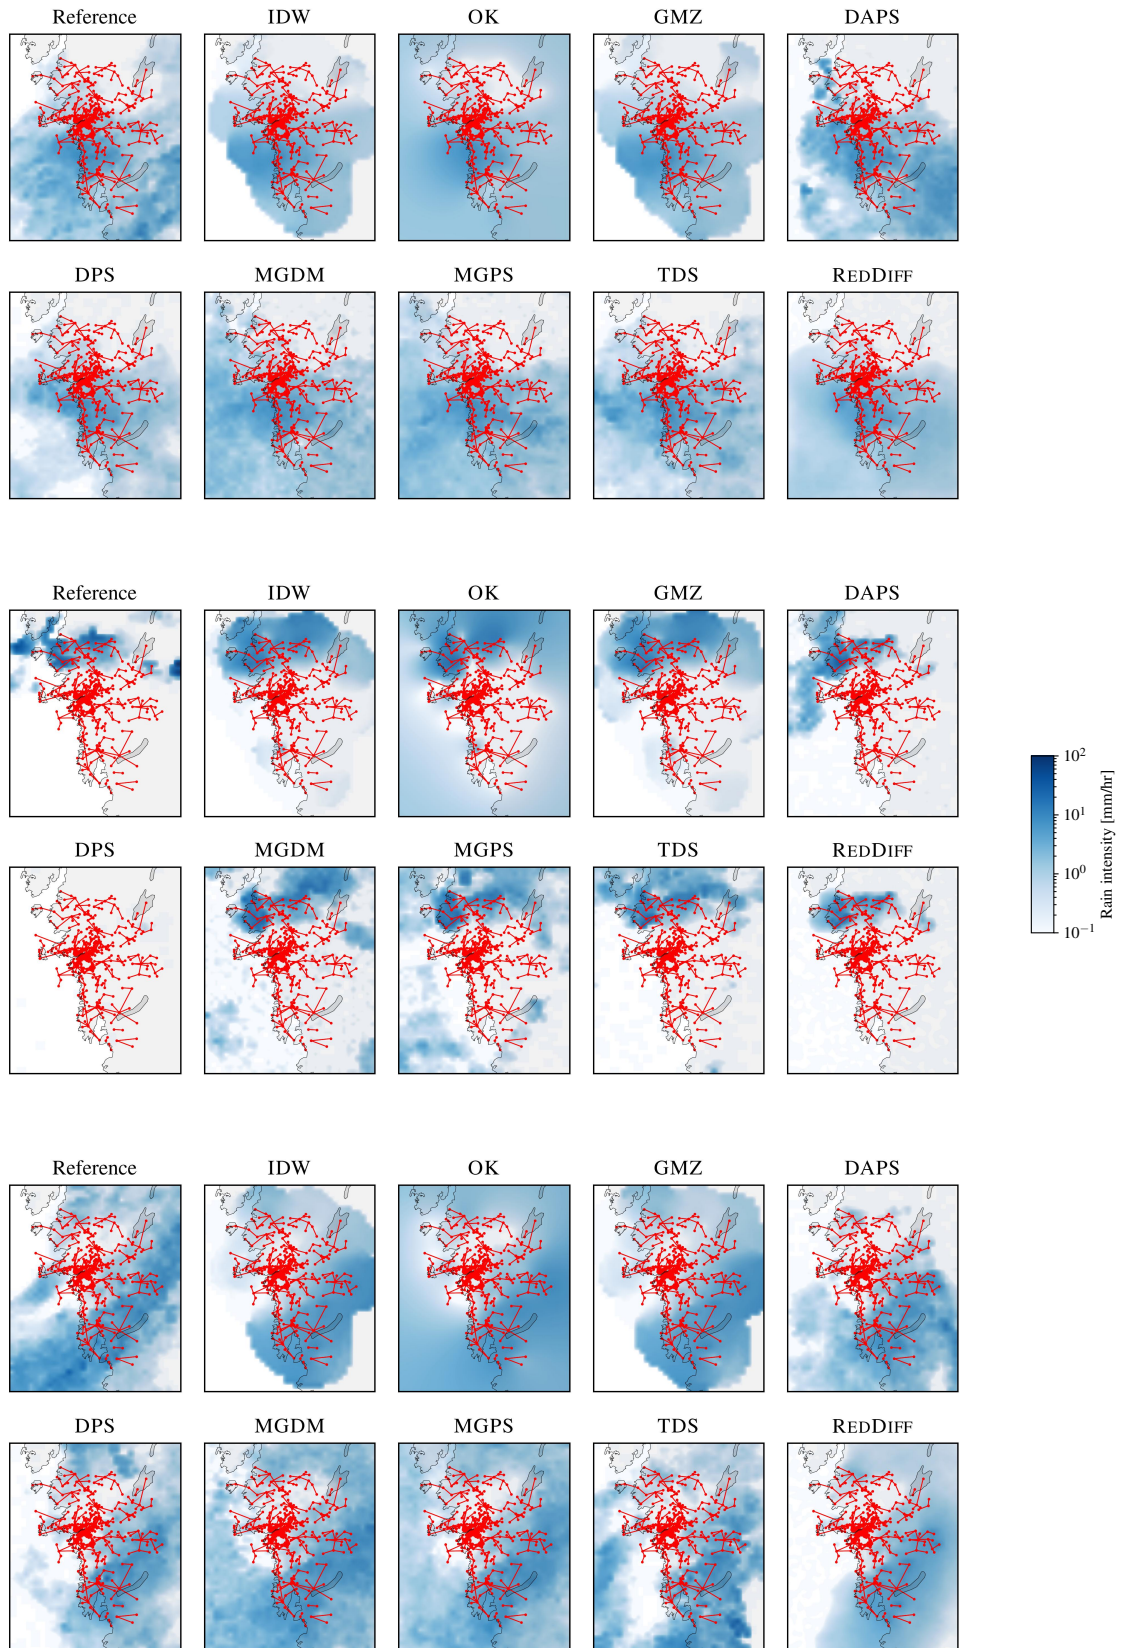 Reference IDW OK GMZ DAPS
DPS MGDM MGPS TDS REDDIFF
Reference IDW OK GMZ DAPS
10²
10¹
10⁰
10⁻¹
Rain intensity [mm/hr]
DPS MGDM MGPS TDS REDDIFF
Reference IDW OK GMZ DAPS
DPS MGDM MGPS TDS REDDIFF